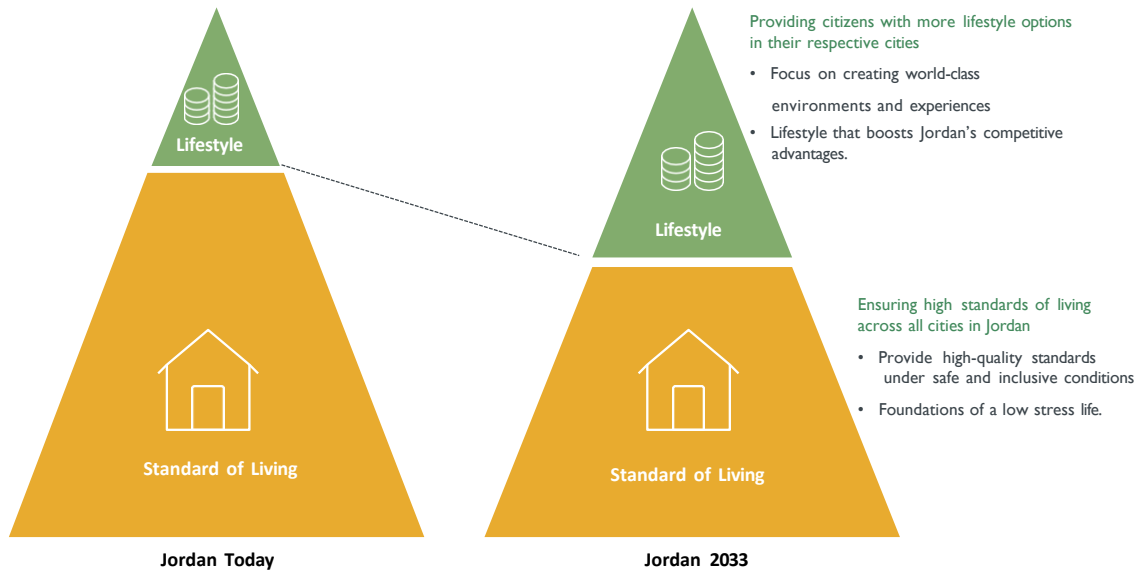 Lifestyle
Standard of Living
Jordan Today
Lifestyle
Standard of Living
Jordan 2033
Providing citizens with more lifestyle options
in their respective cities
• Focus on creating world-class
environments and experiences
• Lifestyle that boosts Jordan’s competitive
advantages.
Ensuring high standards of living
across all cities in Jordan
• Provide high-quality standards
under safe and inclusive conditions
• Foundations of a low stress life.